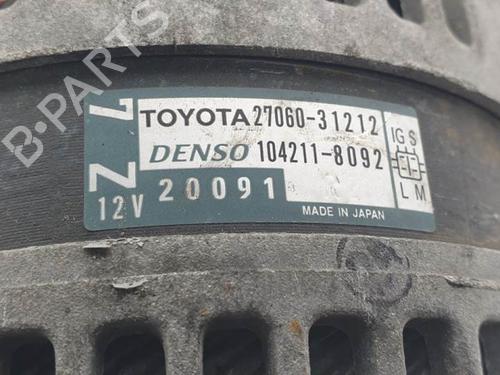 Z Z
TOYOTA 27060-31212
DENSO 104211-8092
12V 20091
MADE IN JAPAN
IG S
L M
B-PARTS